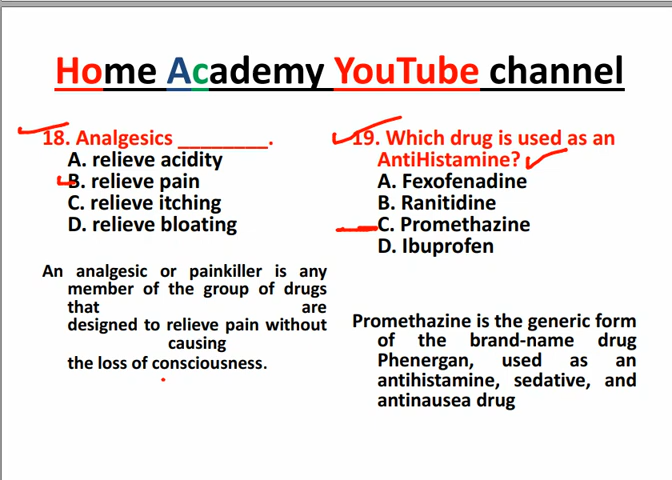 Home Academy YouTube channel
18. Analgesics _________.
A. relieve acidity
B. relieve pain
C. relieve itching
D. relieve bloating
An analgesic or painkiller is any
member of the group of drugs
that are
designed to relieve pain without
causing
the loss of consciousness.
19. Which drug is used as an
AntiHistamine?
A. Fexofenadine
B. Ranitidine
C. Promethazine
D. Ibuprofen
Promethazine is the generic form
of the brand-name drug
Phenergan, used as an
antihistamine, sedative, and
antinausea drug